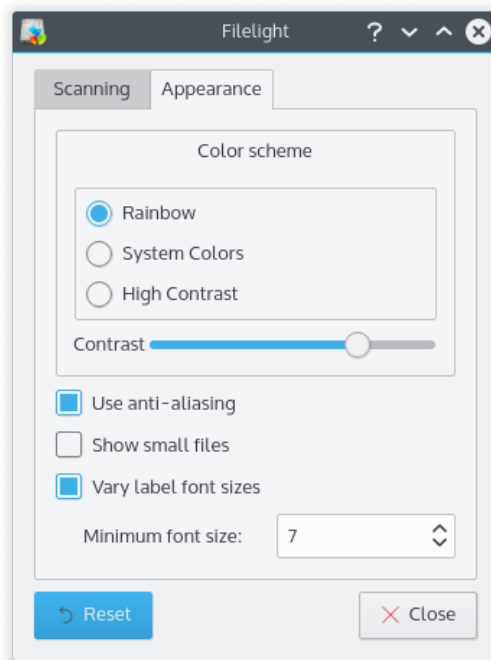 Filelight
Scanning Appearance
Color scheme
Rainbow
System Colors
High Contrast
Contrast
Use anti-aliasing
Show small files
Vary label font sizes
Minimum font size: 7
Reset Close